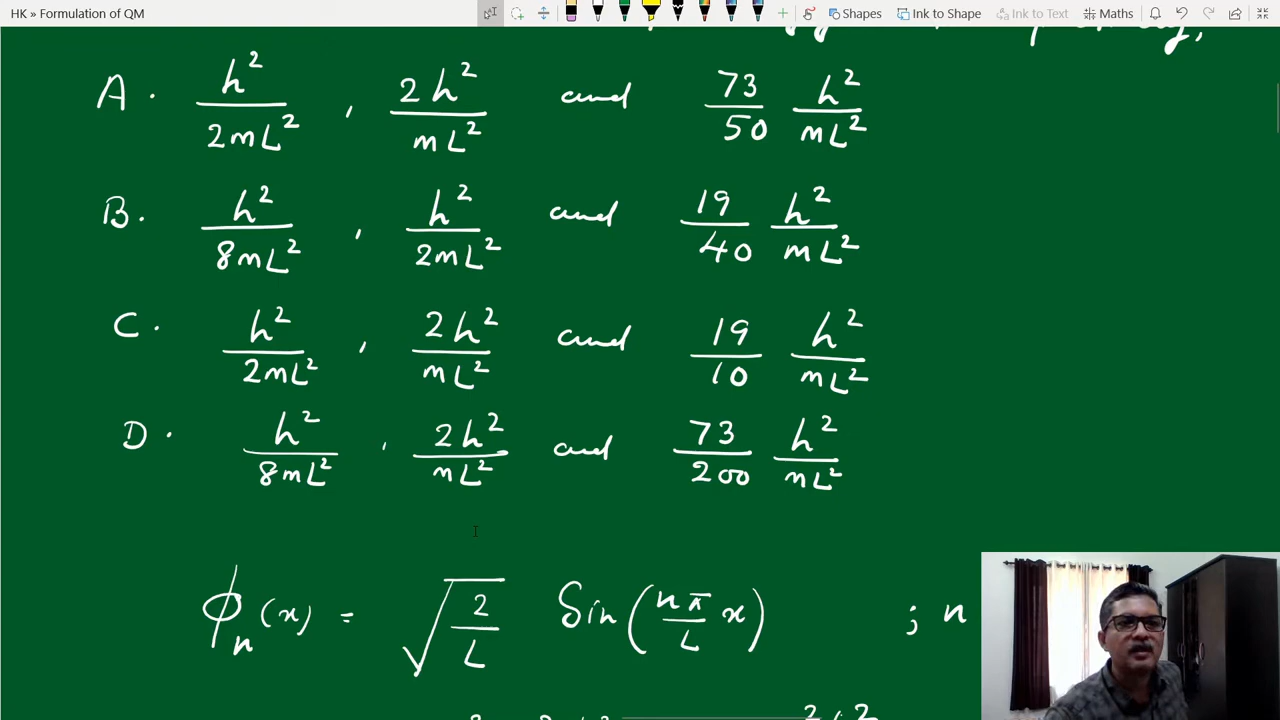 HK » Formulation of QM Shapes Ink to Shape Ink to Text Maths
A. h²/2mL² , 2h²/mL² and 73/50 h²/mL²
B. h²/8mL² , h²/2mL² and 19/40 h²/mL²
C. h²/2mL² , 2h²/mL² and 19/10 h²/mL²
D. h²/8mL² , 2h²/mL² and 73/200 h²/mL²
ϕₙ(x) = √(2/L) Sin(nπ/L x) ; n